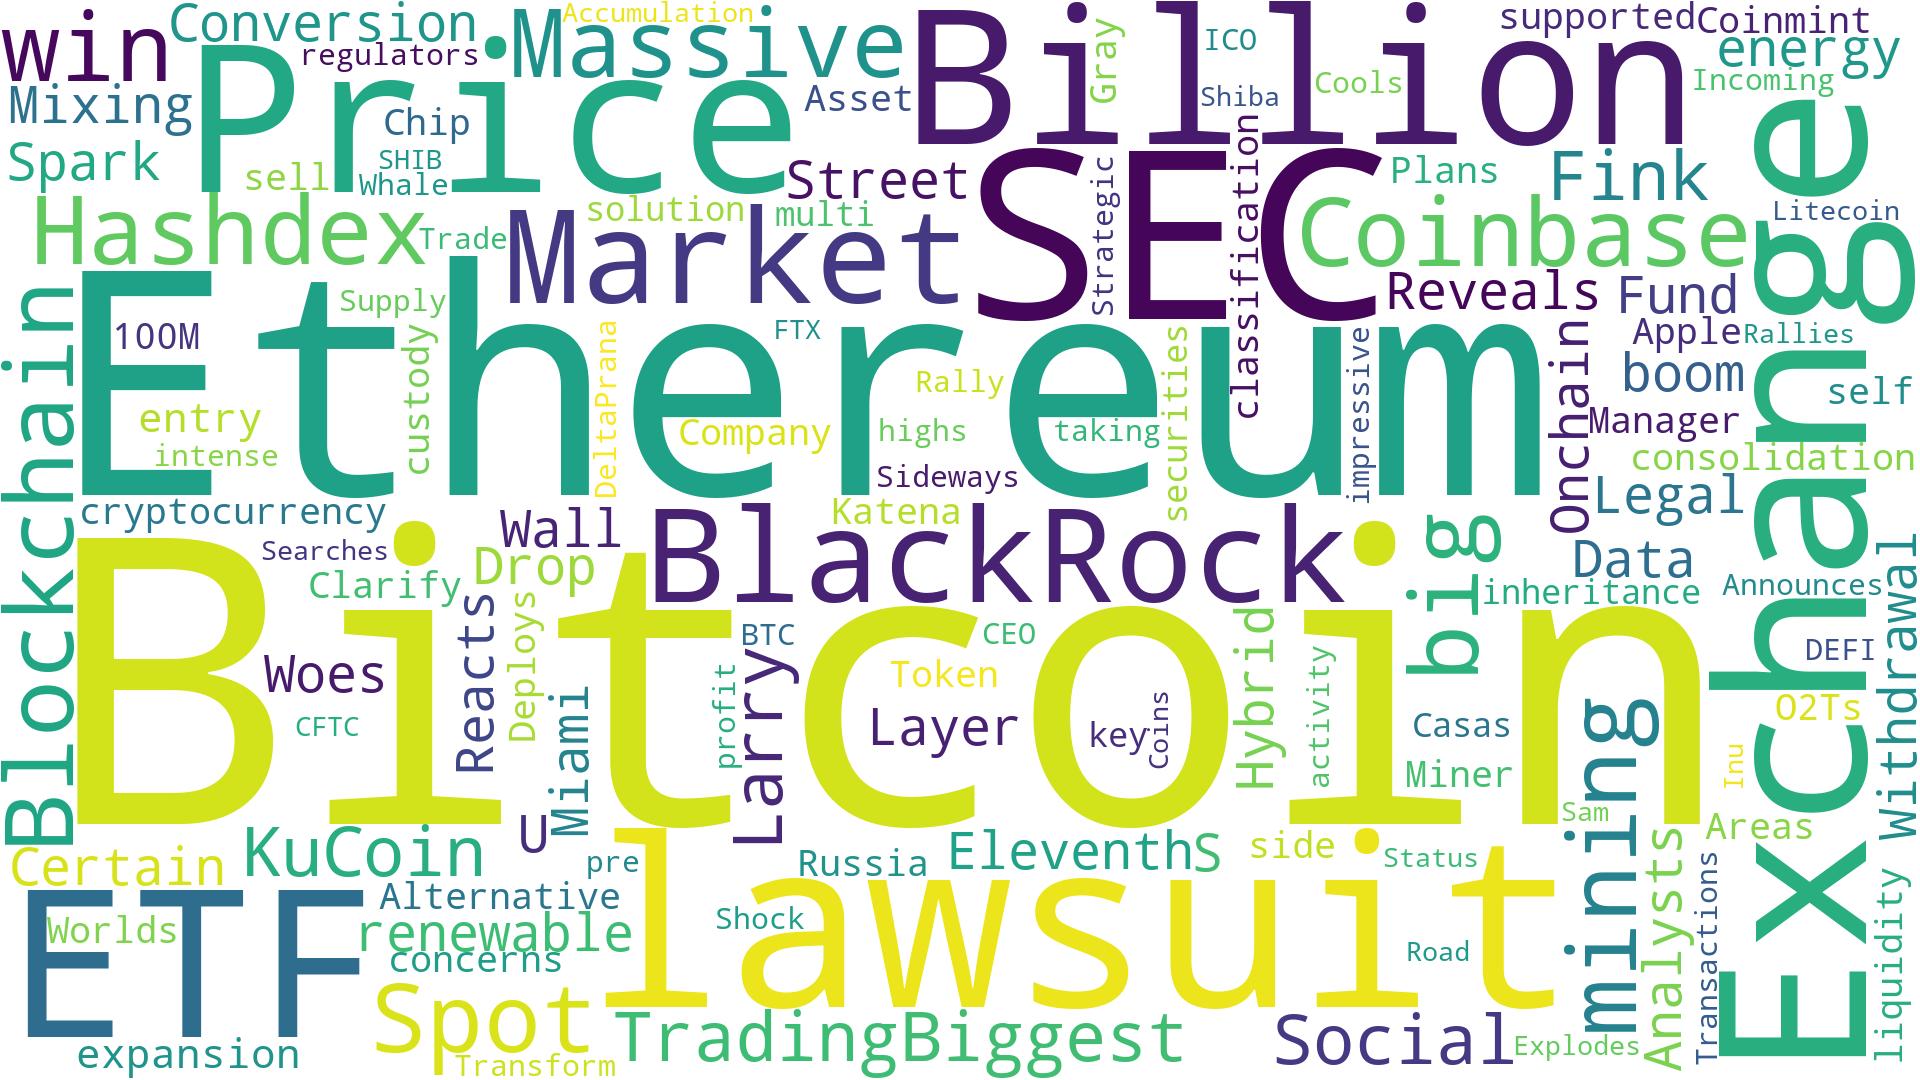 win
Conversion
Accumulation
Massive
Billion
Gray
ICO
supported
Coinmint
regulators
Price
energy
Mixing
Chip
Asset
Shiba
Cools
Incoming
Spark
SHIB
Whale
sell
Street
SEC
classification
Plans
Fink
Exchange
Hashdex
Trade
solution
multi
Market
Strategic
Coinbase
Litecoin
Blockchain
Supply
Reveals
Fund
100M
Ethereum
custody
DeltaPrana
FTX
securities
impressive
Onchain
Apple
Rallies
Rally
boom
self
entry
Company
highs
taking
Manager
intense
Sideways
consolidation
cryptocurrency
Wall
Katena
BlackRock
Legal
big
Searches
Drop
Data
Clarify
inheritance
Announces
Withdrawal
Bitcoin
Reacts
Deploys
BTC
CEO
Hybrid
DEFI
Woes
Miami
profit
Larry
Token
activity
CFTC
Layer
key
Coins
Casas
O2Ts
mining
Miner
Inu
Sam
U
KuCoin
lawsuit
Areas
Certain
pre
Russia
Eleventh
S
side
Status
Analysts
Transactions
liquidity
ETF
Alternative
Worlds
renewable
Shock
concerns
Road
Spot
Trading
Biggest
Social
expansion
Transform
Explodes